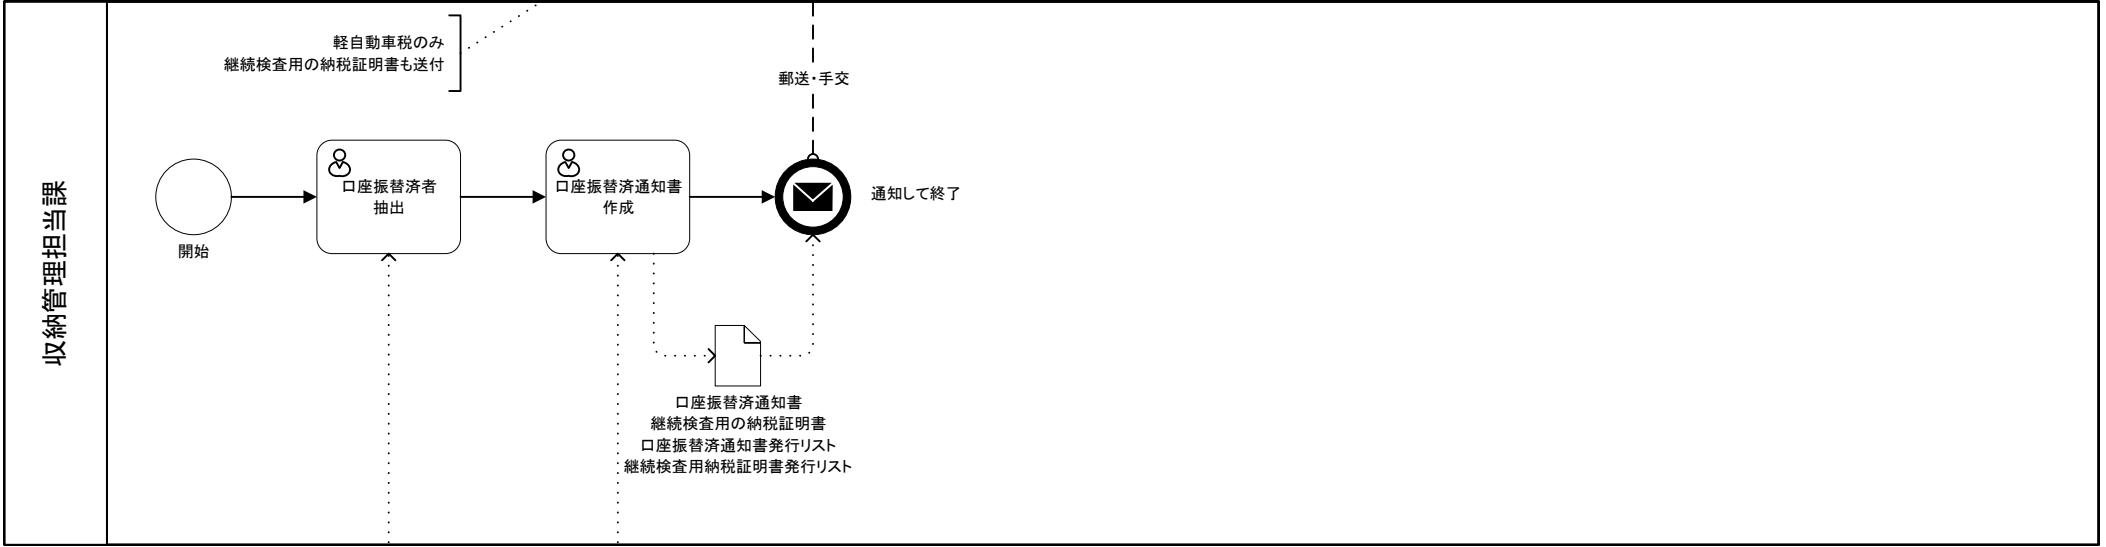 収納管理担当課
軽自動車税のみ
継続検査用の納税証明書も送付
郵送・手交
開始
口座振替済者
抽出
口座振替済通知書
作成
通知して終了
口座振替済通知書
継続検査用の納税証明書
口座振替済通知書発行リスト
継続検査用納税証明書発行リスト